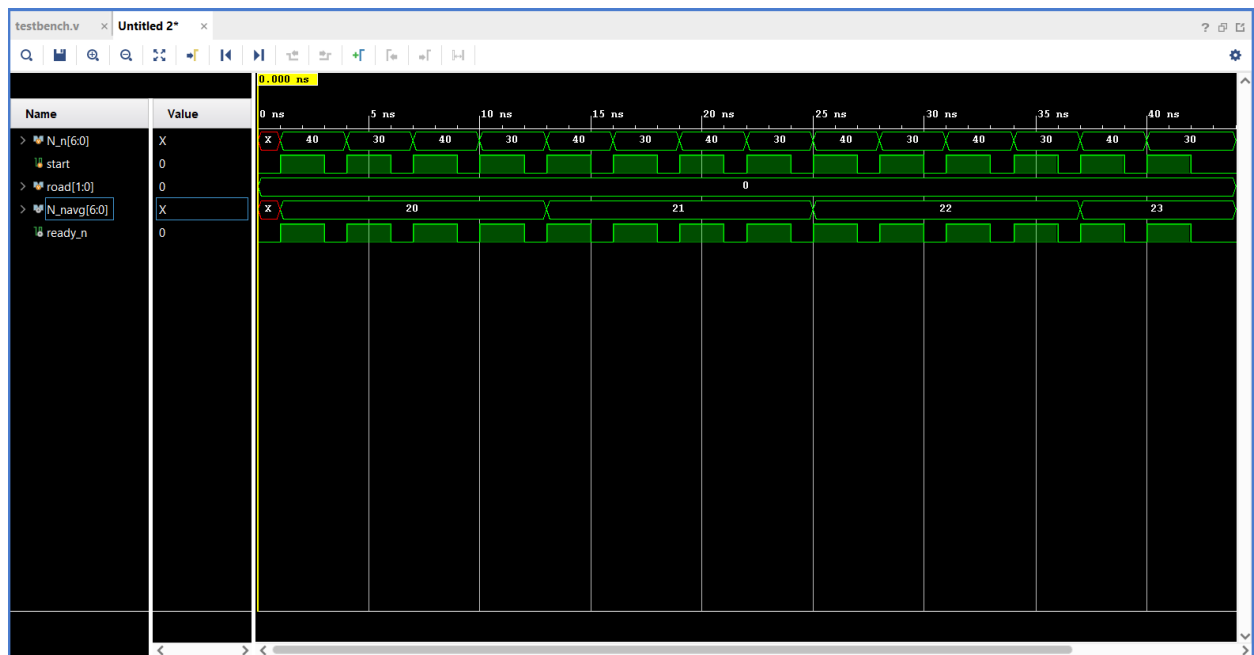 testbench.v × Untitled 2* × ?
0.000 ns
Name Value 0 ns 5 ns 10 ns 15 ns 20 ns 25 ns 30 ns 35 ns 40 ns
> N_n[6:0] X X 40 30 40 30 40 30 40 30 40 30 40 30 40 30
start 0
> road[1:0] 0 0
> N_navg[6:0] X X 20 21 22 23
ready_n 0